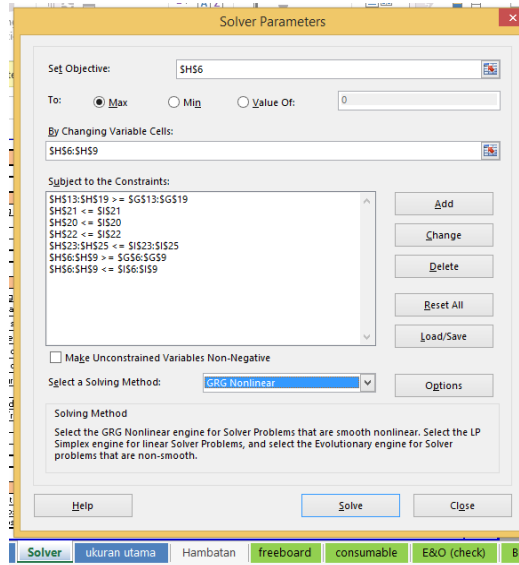 Solver Parameters
Set Objective:
$H$6
To:
Max
Min
Value Of:
0
By Changing Variable Cells:
$H$6:$H$9
Subject to the Constraints:
$H$13:$H$19 >= $G$13:$G$19
$H$21 <= $I$21
$H$20 <= $I$20
$H$22 <= $I$22
$H$23:$H$25 <= $I$23:$I$25
$H$6:$H$9 >= $G$6:$G$9
$H$6:$H$9 <= $I$6:$I$9
Add
Change
Delete
Reset All
Load/Save
Make Unconstrained Variables Non-Negative
Select a Solving Method:
GRG Nonlinear
Options
Solving Method
Select the GRG Nonlinear engine for Solver Problems that are smooth nonlinear. Select the LP
Simplex engine for linear Solver Problems, and select the Evolutionary engine for Solver
problems that are non-smooth.
Help
Solve
Close
Solver
ukuran utama
Hambatan
freeboard
consumable
E&O (check)